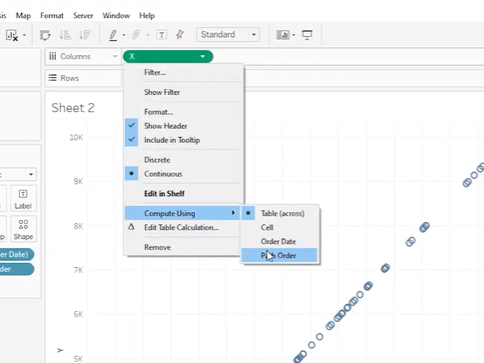 Map Format Server Window Help
Standard
Columns X
Rows
Filter...
Show Filter
Sheet 2
Format...
Show Header
10K
Include in Tooltip
Discrete
Continuous
9K
Edit in Shelf
Label
Compute Using
Table (across)
8K
Shape
Edit Table Calculation...
Cell
Order Date
Remove
7K
Order
6K
Y
5K